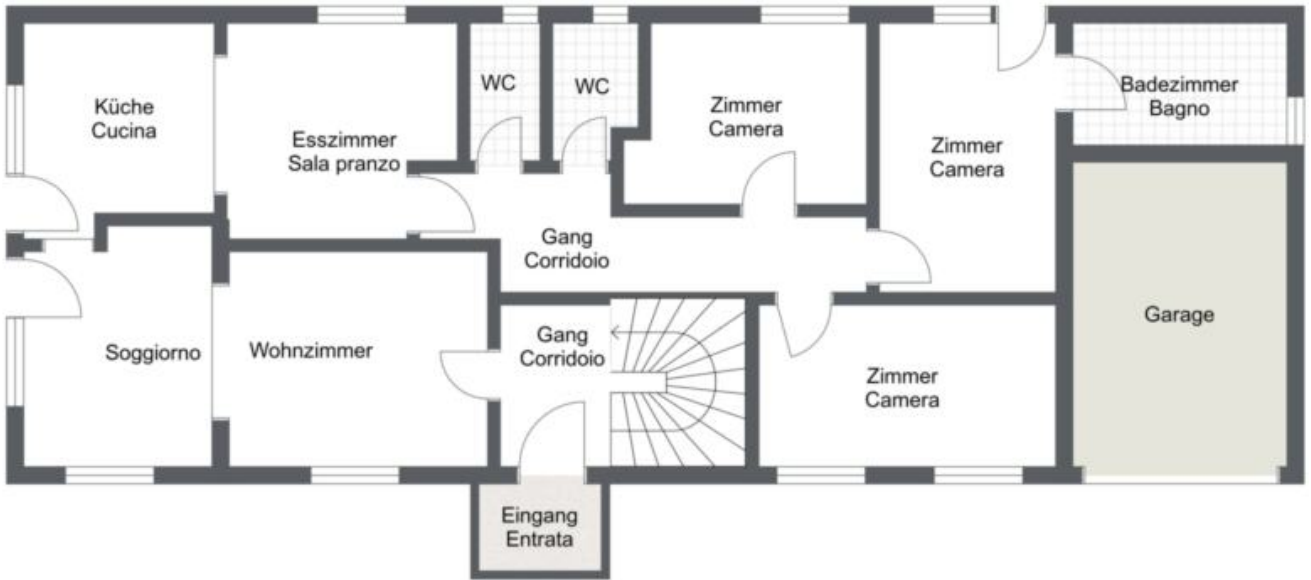 Küche
Cucina
Esszimmer
Sala pranzo
WC
WC
Zimmer
Camera
Zimmer
Camera
Badezimmer
Bagno
Gang
Corridoio
Soggiorno
Wohnzimmer
Gang
Corridoio
Zimmer
Camera
Garage
Eingang
Entrata